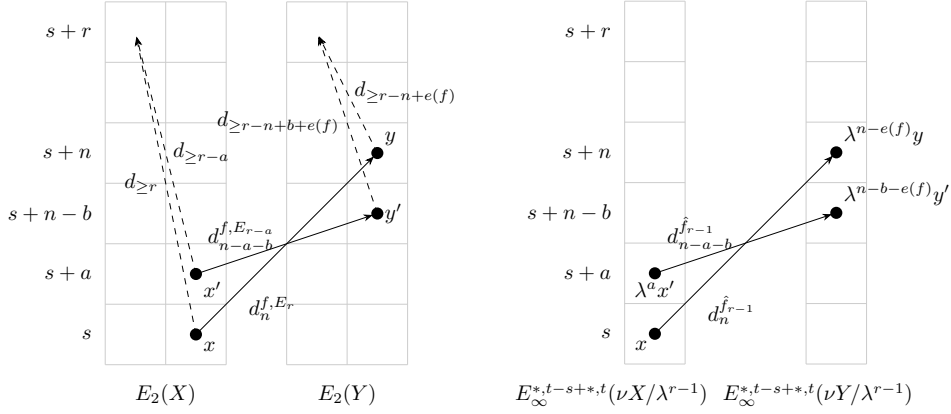 s + r
s + n
s + n − b
s + a
s
d_{≥r}
d_{≥r−a}
d_{≥r−n+b+e(f)}
d_{≥r−n+e(f)}
y
y′
d^{f,E_{r−a}}_{n−a−b}
x′
d^{f,E_r}_n
x
E_2(X)
E_2(Y)
s + r
s + n
s + n − b
s + a
s
λ^{n−e(f)}y
λ^{n−b−e(f)}y′
d^{\hat{f}_{r−1}}_{n−a−b}
λ^a x′
d^{\hat{f}_{r−1}}_n
x
E_∞^{*,t−s+*,t}(νX/λ^{r−1})
E_∞^{*,t−s+*,t}(νY/λ^{r−1})